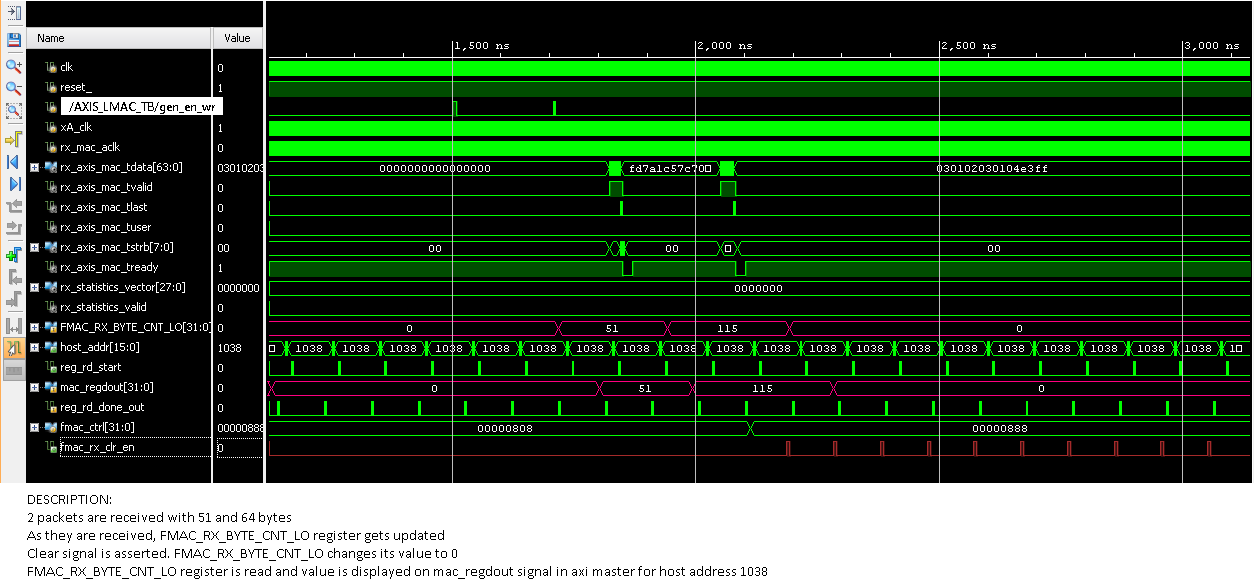 Name Value
1,500 ns 2,000 ns 2,500 ns 3,000 ns
clk 0
reset_ 1
/AXIS_LMAC_TB/gen_en_wr
xA_clk 1
rx_mac_aclk 0
rx_axis_mac_tdata[63:0] 03010203 0000000000000000 fd7a1c57c70 030102030104e3ff
rx_axis_mac_tvalid 0
rx_axis_mac_tlast 0
rx_axis_mac_tuser 0
rx_axis_mac_tstrb[7:0] 00 00 00 00
rx_axis_mac_tready 1
rx_statistics_vector[27:0] 0000000 0000000
rx_statistics_valid 0
FMAC_RX_BYTE_CNT_LO[31:0] 0 0 51 115 0
host_addr[15:0] 1038 1038 1038 1038 1038 1038 1038 1038 1038 1038 1038 1038 1038 1038 1038 1038 1038 1038 1038 1038 1038 1
reg_rd_start 0
mac_regdout[31:0] 0 0 51 115 0
reg_rd_done_out 0
fmac_ctrl[31:0] 00000888 00000808 00000888
fmac_rx_clr_en 0
DESCRIPTION:
2 packets are received with 51 and 64 bytes
As they are received, FMAC_RX_BYTE_CNT_LO register gets updated
Clear signal is asserted. FMAC_RX_BYTE_CNT_LO changes its value to 0
FMAC_RX_BYTE_CNT_LO register is read and value is displayed on mac_regdout signal in axi master for host address 1038